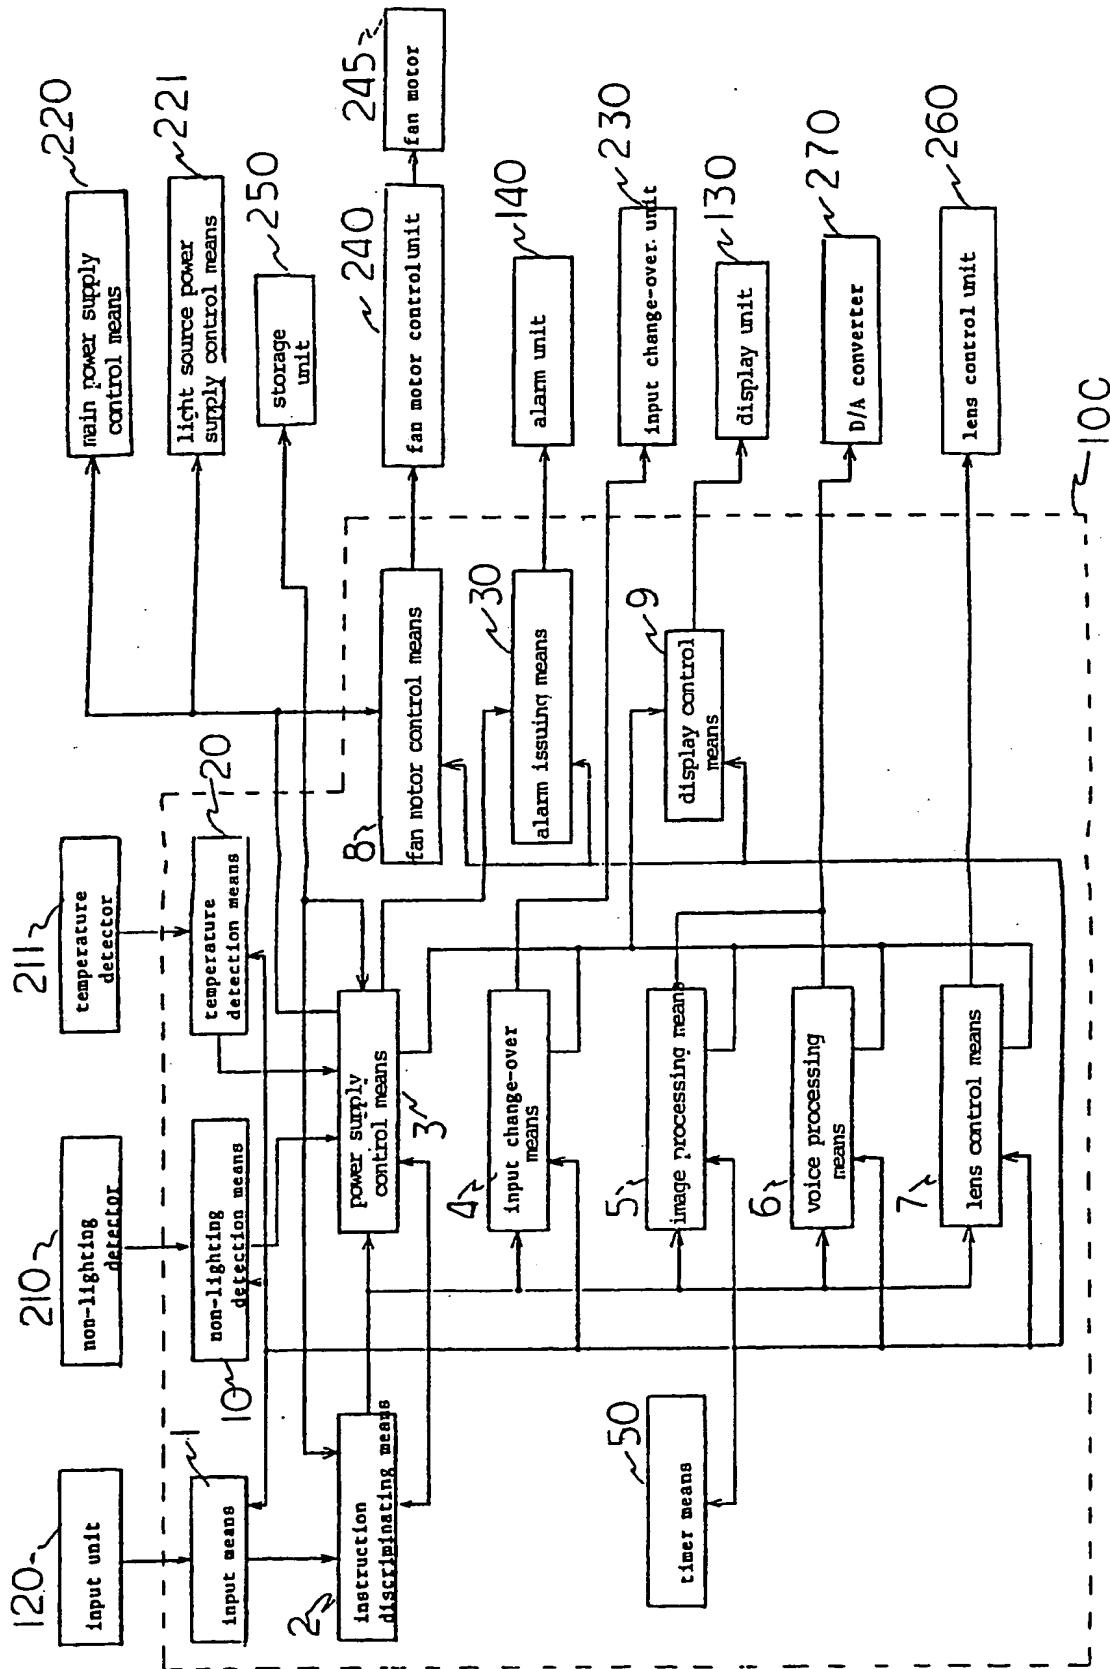 120
input unit
210
non-lighting
detector
211
temperature
detector
220
main power supply
control means
221
light source power
supply control means
250
storage
unit
1
input means
10
non-lighting
detection means
20
temperature
detection means
2
instruction
discriminating means
3
power supply
control means
4
input change-over
means
5
image processing means
6
voice processing
means
7
lens control means
50
timer means
8
fan motor control means
30
alarm issuing means
9
display control
means
240
fan motor controlunit
245
fan motor
140
alarm unit
230
input change-over. unit
130
display unit
270
D/A converter
260
lens control unit
10C